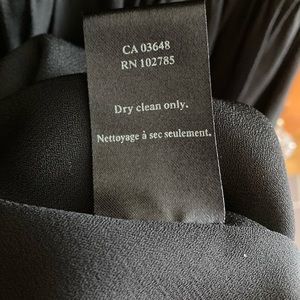 CA 03648
RN 102785
Dry clean only.
Nettoyage à sec seulement.